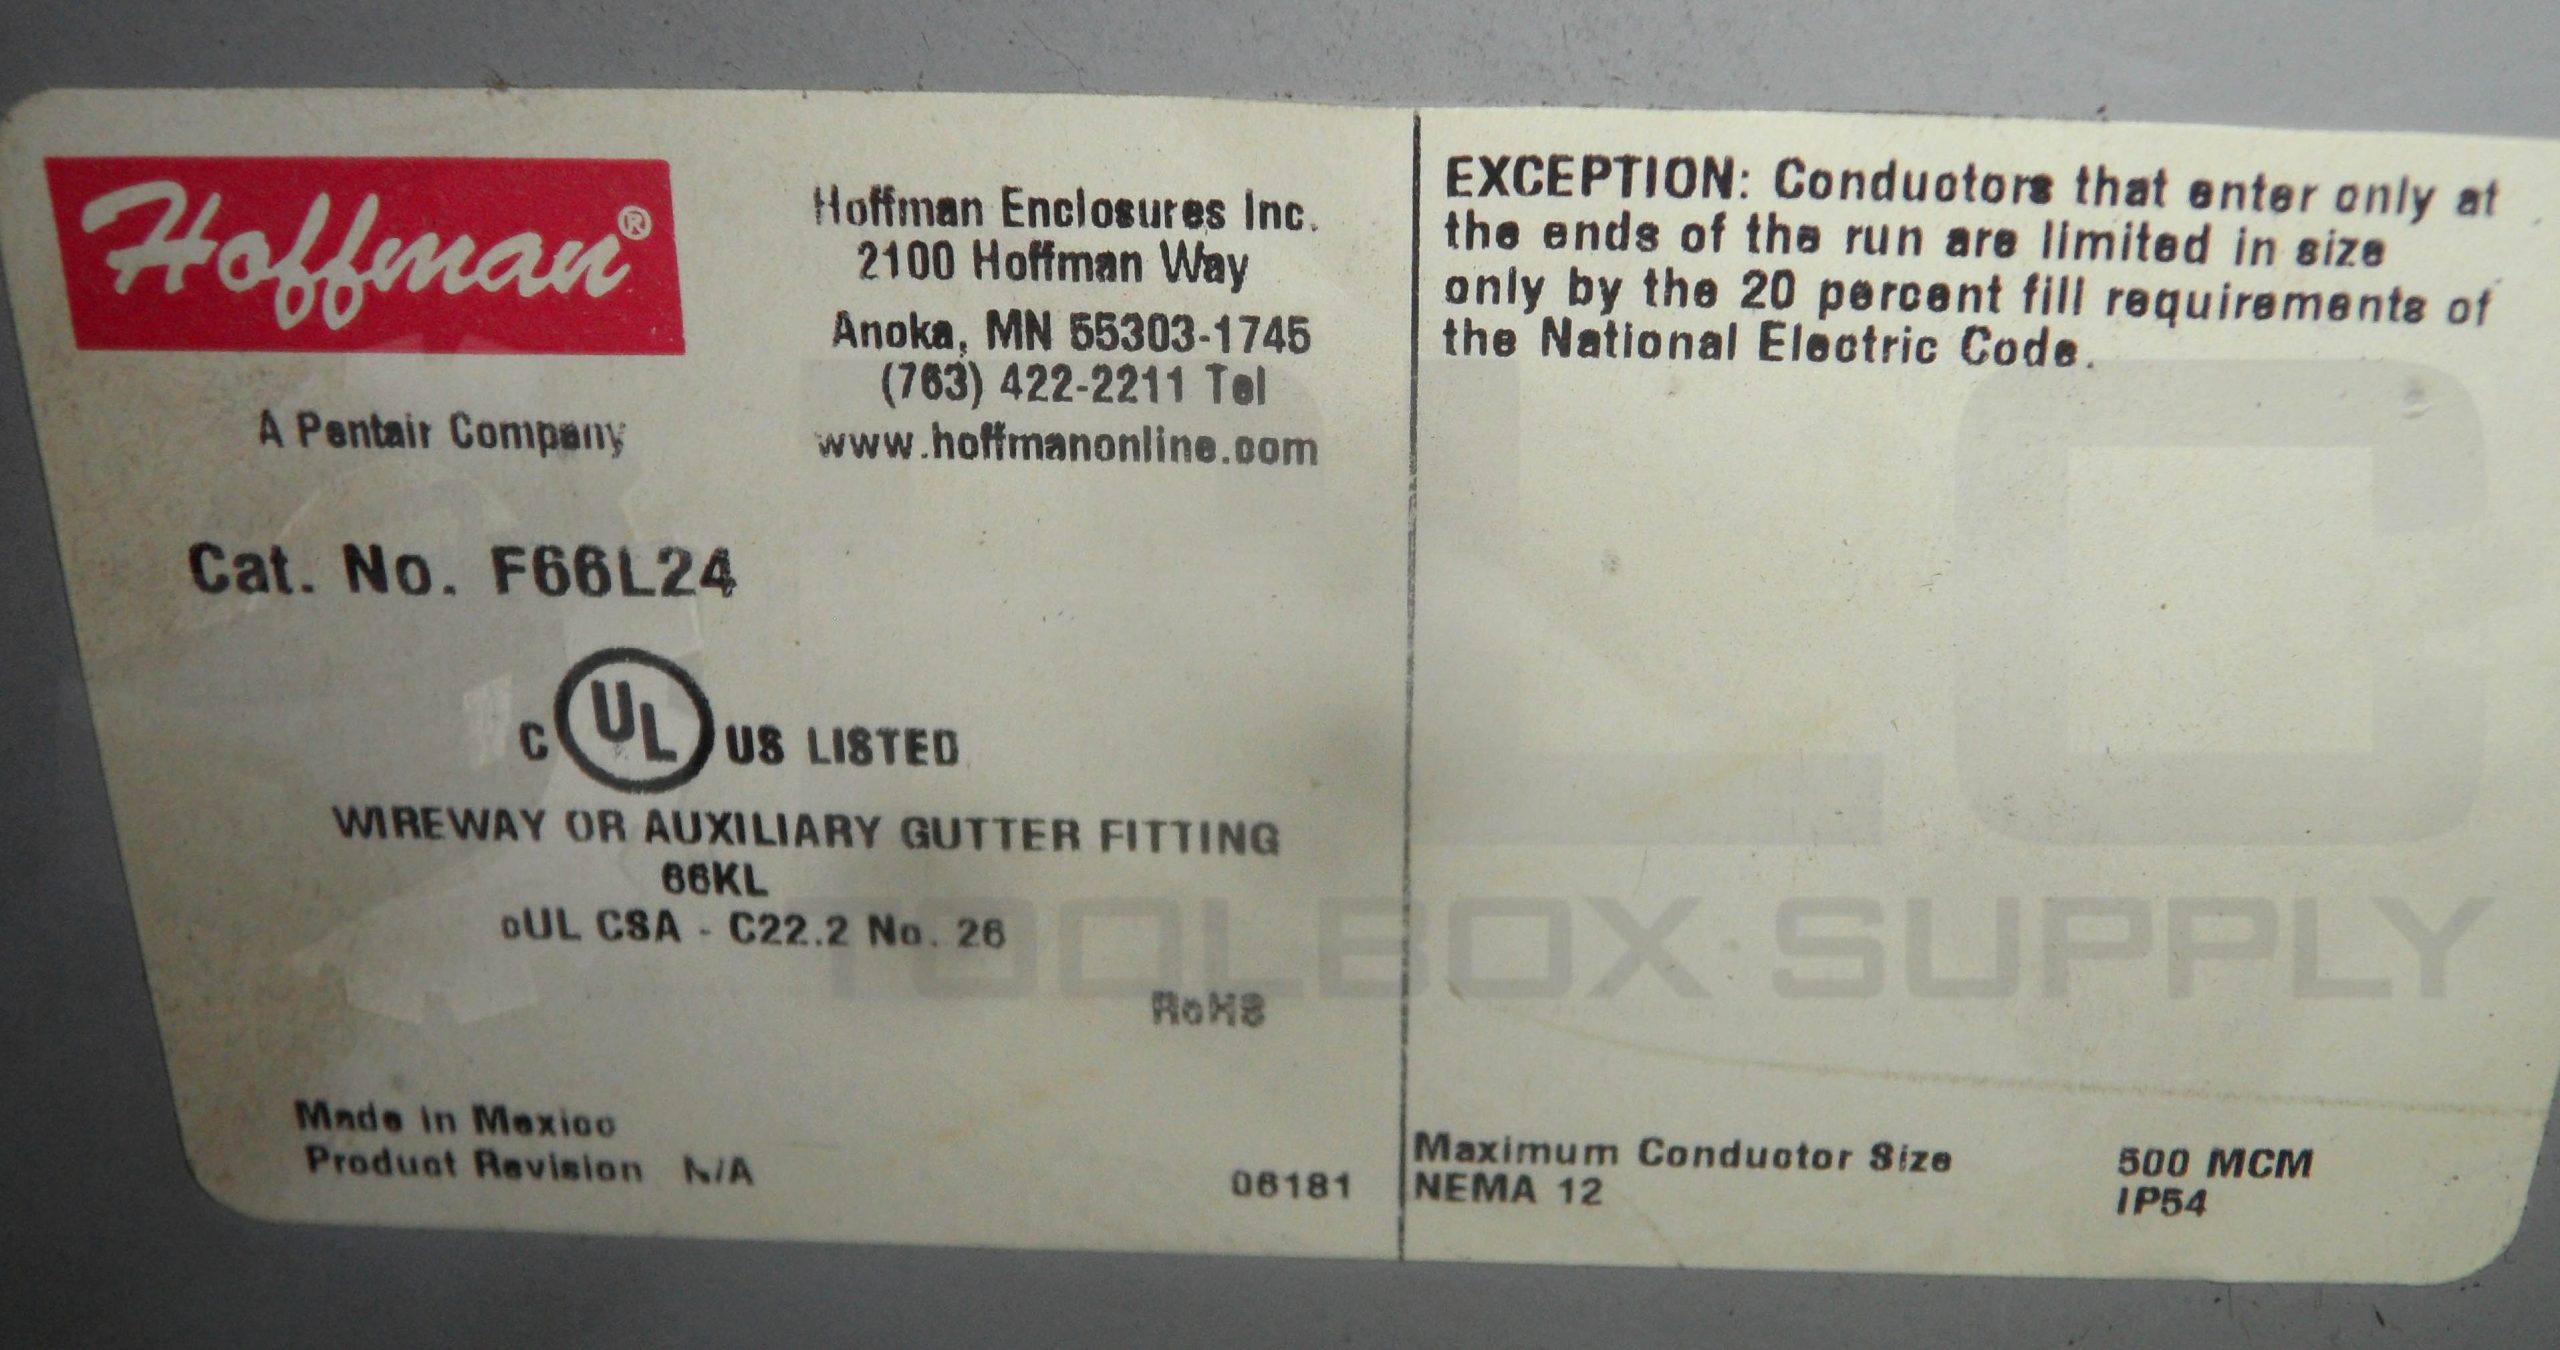 Hoffman®
A Pentair Company
Hoffman Enclosures Inc.
2100 Hoffman Way
Anoka, MN 55303-1745
(763) 422-2211 Tel
www.hoffmanonline.com
Cat. No. F66L24
C UL US LISTED
WIREWAY OR AUXILIARY GUTTER FITTING
66KL
cUL CSA - C22.2 No. 26
RoHS
Made in Mexico
Product Revision N/A
06181
EXCEPTION: Conductors that enter only at
the ends of the run are limited in size
only by the 20 percent fill requirements of
the National Electric Code.
Maximum Conductor Size 500 MCM
NEMA 12 IP54
TOOLBOX SUPPLY